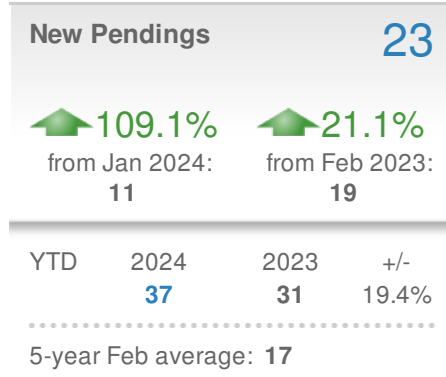 New Pendings 23
109.1% 21.1%
from Jan 2024: from Feb 2023:
11 19
YTD 2024 2023 +/-
37 31 19.4%
5-year Feb average: 17